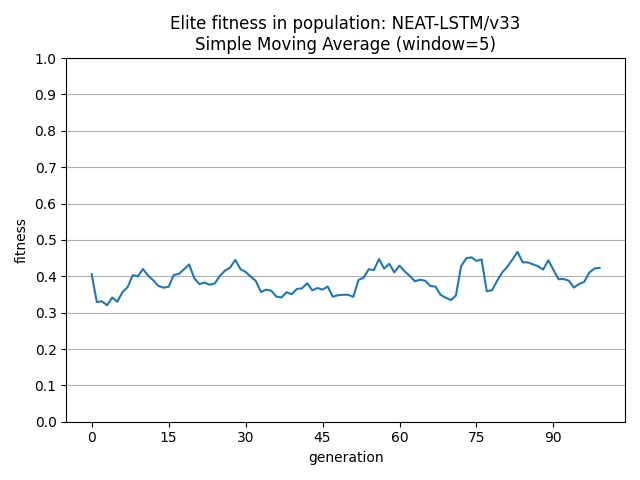 Elite fitness in population: NEAT-LSTM/v33
Simple Moving Average (window=5)
1.0
0.9
0.8
0.7
0.6
0.5
0.4
0.3
0.2
0.1
0.0
fitness
0 15 30 45 60 75 90
generation